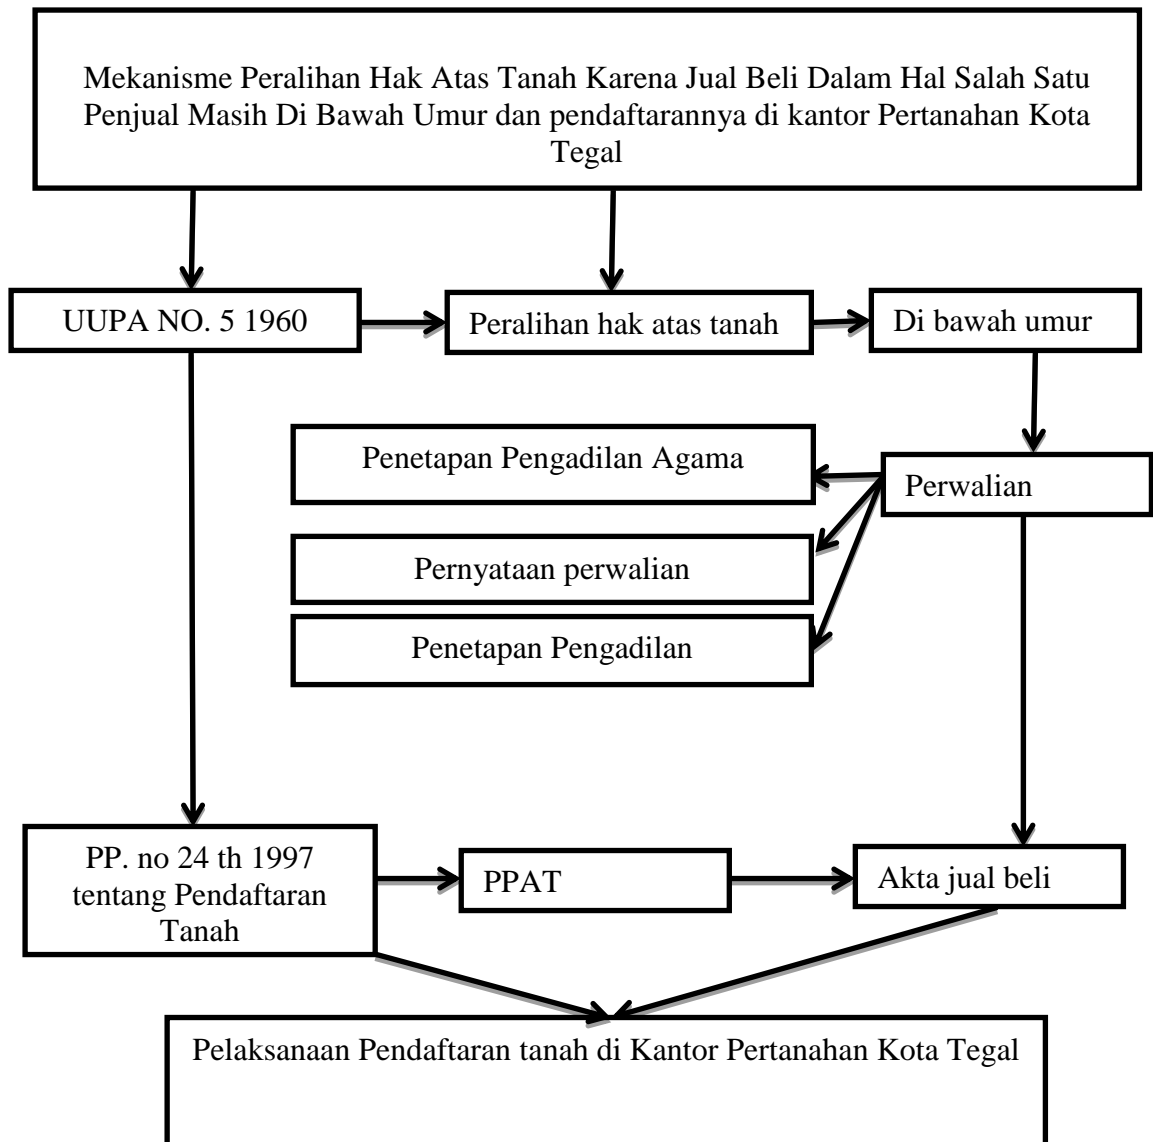 Mekanisme Peralihan Hak Atas Tanah Karena Jual Beli Dalam Hal Salah Satu
Penjual Masih Di Bawah Umur dan pendaftarannya di kantor Pertanahan Kota
Tegal
UUPA NO. 5 1960
Peralihan hak atas tanah
Di bawah umur
Penetapan Pengadilan Agama
Perwalian
Pernyataan perwalian
Penetapan Pengadilan
PP. no 24 th 1997
tentang Pendaftaran
Tanah
PPAT
Akta jual beli
Pelaksanaan Pendaftaran tanah di Kantor Pertanahan Kota Tegal